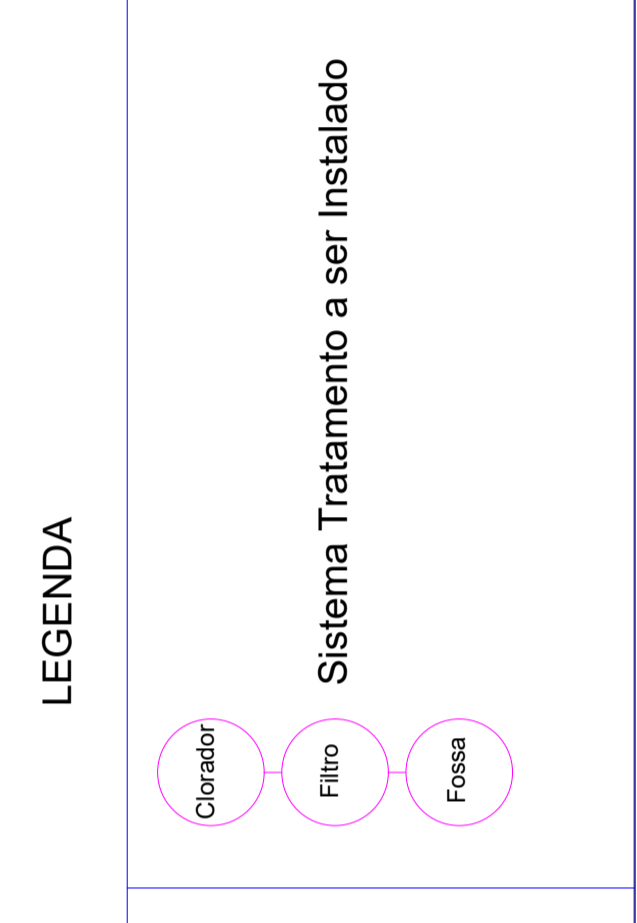 LEGENDA
Clorador
Filtro
Fossa
Sistema Tratamento a ser Instalado